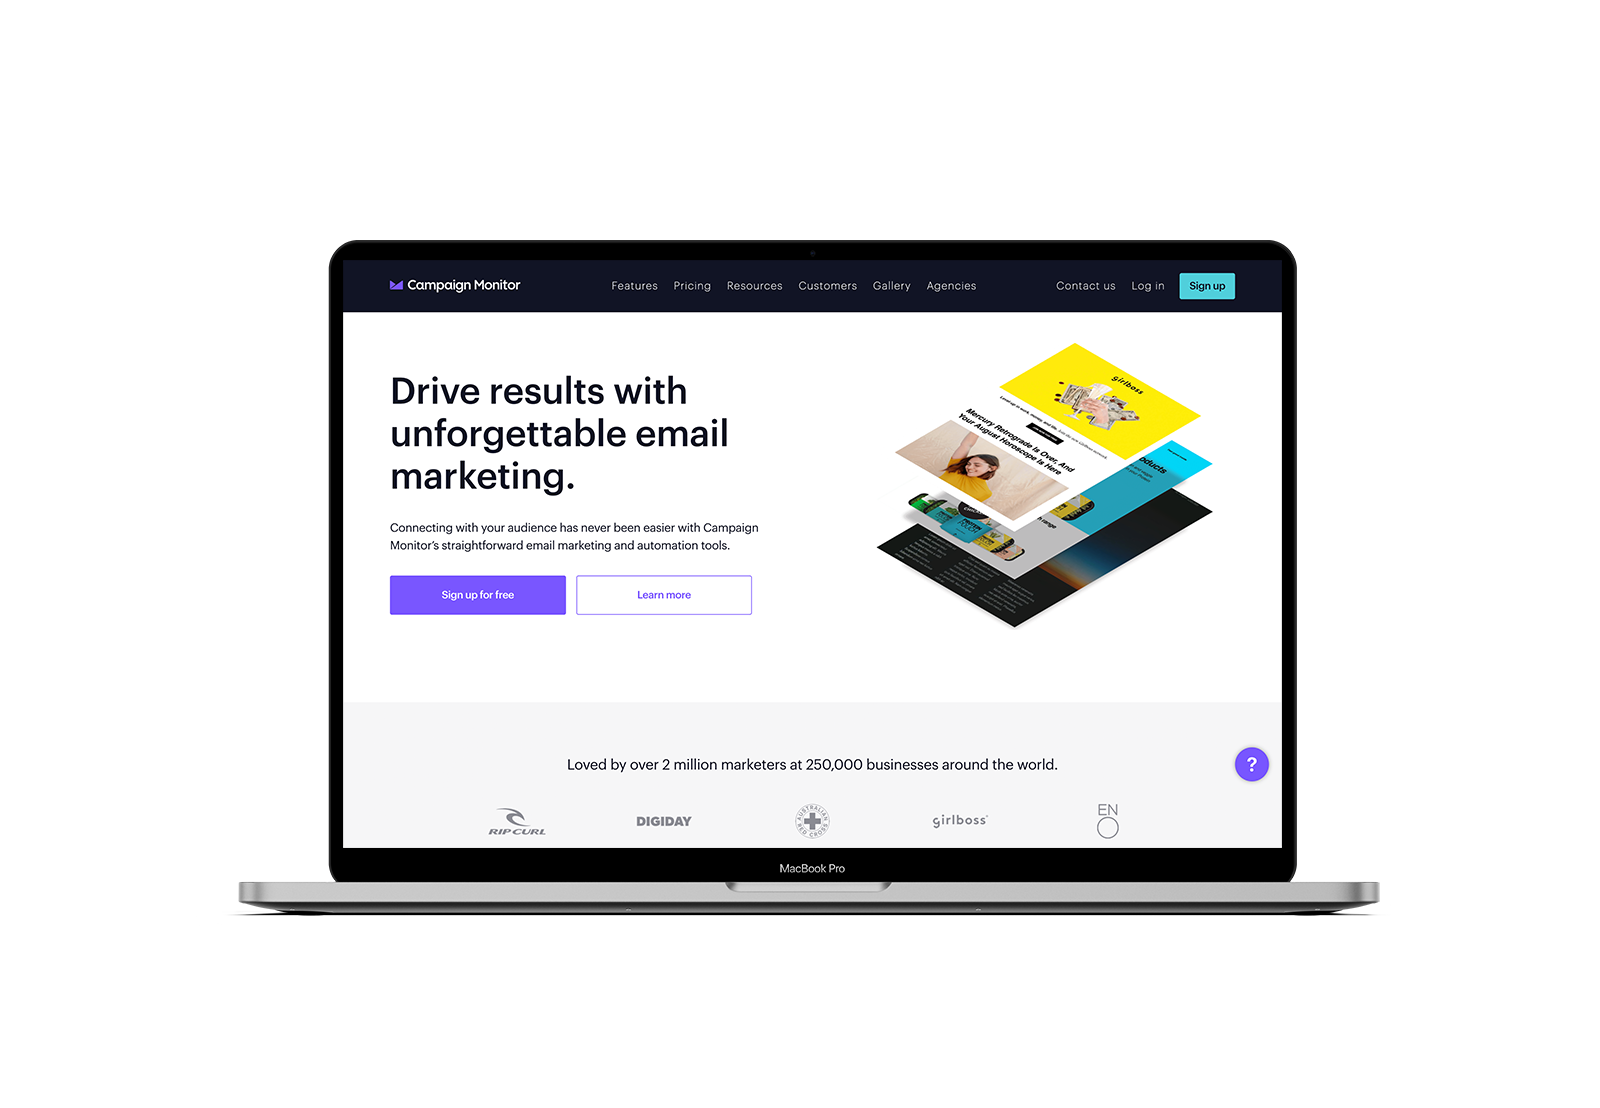 Campaign Monitor
Features Pricing Resources Customers Gallery Agencies
Contact us Log in Sign up
Drive results with
unforgettable email
marketing.
Connecting with your audience has never been easier with Campaign
Monitor's straightforward email marketing and automation tools.
Sign up for free
Learn more
girlboss
Mercury Retrograde Is Over, And
Your August Horoscope Is Here
oducts
range
Loved by over 2 million marketers at 250,000 businesses around the world.
?
RIP CURL
DIGIDAY
AUSTRALIAN
RED CROSS
girlboss
EN
O
MacBook Pro